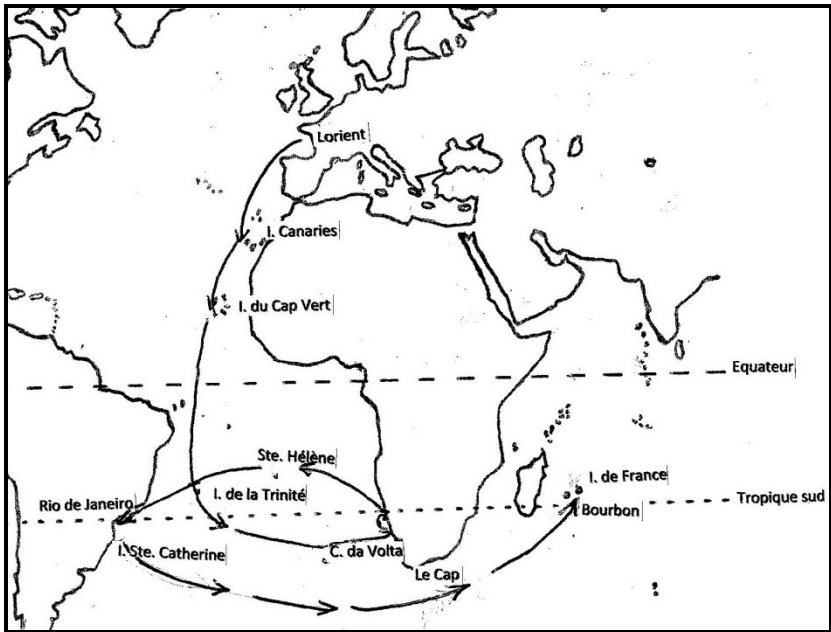 Lorient
I. Canaries
I. du Cap Vert
Equateur
Ste. Hélène
I. de France
I. de la Trinité
Rio de Janeiro
Tropique sud
Bourbon
I. Ste. Catherine
C. da Volta
Le Cap